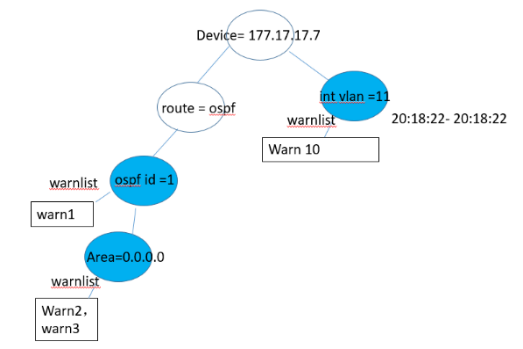 Device= 177.17.17.7
int vlan =11
route = ospf
warnlist
20:18:22- 20:18:22
Warn 10
warnlist
ospf id =1
warn1
Area=0.0.0.0
warnlist
Warn2，
warn3